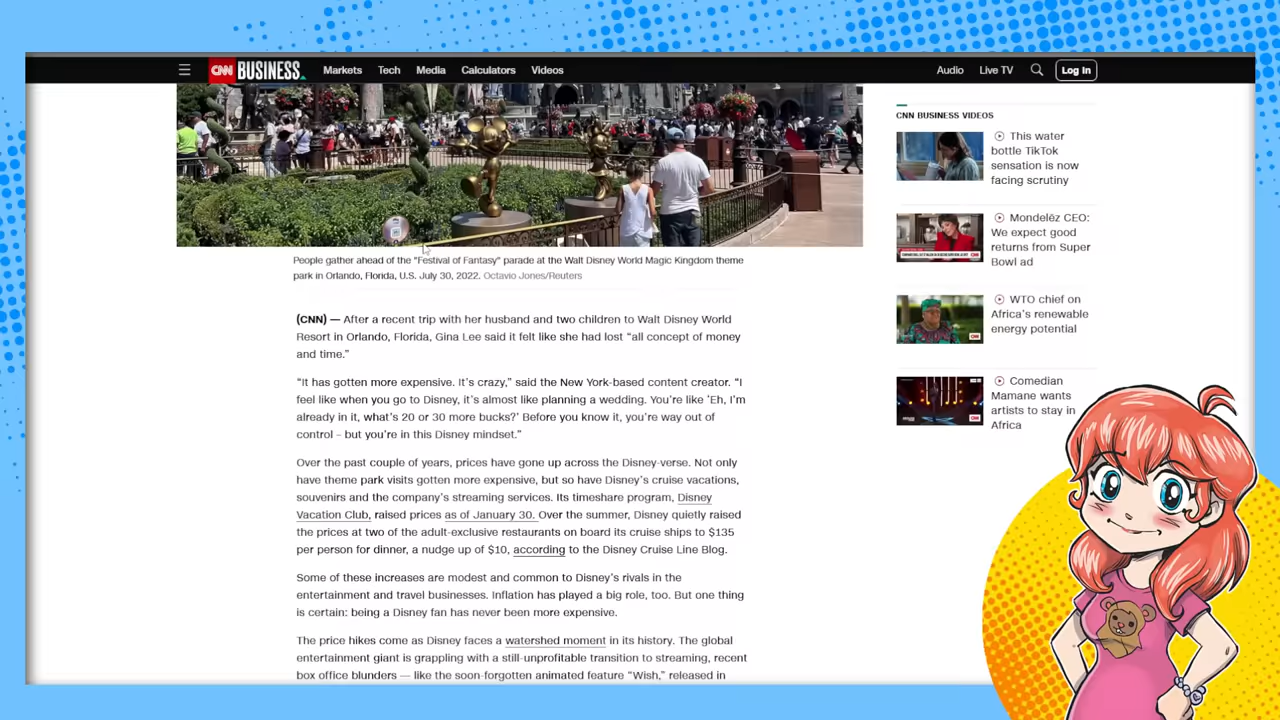 CNN BUSINESS Markets Tech Media Calculators Videos Audio Live TV Log In
People gather ahead of the "Festival of Fantasy" parade at the Walt Disney World Magic Kingdom theme
park in Orlando, Florida, U.S. July 30, 2022. Octavio Jones/Reuters
(CNN) — After a recent trip with her husband and two children to Walt Disney World
Resort in Orlando, Florida, Gina Lee said it felt like she had lost “all concept of money
and time.”
“It has gotten more expensive. It’s crazy,” said the New York-based content creator. “I
feel like when you go to Disney, it’s almost like planning a wedding. You’re like ‘Eh, I’m
already in it, what’s 20 or 30 more bucks?’ Before you know it, you’re way out of
control – but you’re in this Disney mindset.”
Over the past couple of years, prices have gone up across the Disney-verse. Not only
have theme park visits gotten more expensive, but so have Disney’s cruise vacations,
souvenirs and the company’s streaming services. Its timeshare program, Disney
Vacation Club, raised prices as of January 30. Over the summer, Disney quietly raised
the prices at two of the adult-exclusive restaurants on board its cruise ships to $135
per person for dinner, a nudge up of $10, according to the Disney Cruise Line Blog.
Some of these increases are modest and common to Disney’s rivals in the
entertainment and travel businesses. Inflation has played a big role, too. But one thing
is certain: being a Disney fan has never been more expensive.
The price hikes come as Disney faces a watershed moment in its history. The global
entertainment giant is grappling with a still-unprofitable transition to streaming, recent
box office blunders — like the soon-forgotten animated feature “Wish,” released in
CNN BUSINESS VIDEOS
This water
bottle TikTok
sensation is now
facing scrutiny
Mondelēz CEO:
We expect good
returns from Super
Bowl ad
WTO chief on
Africa's renewable
energy potential
Comedian
Mamane wants
artists to stay in
Africa